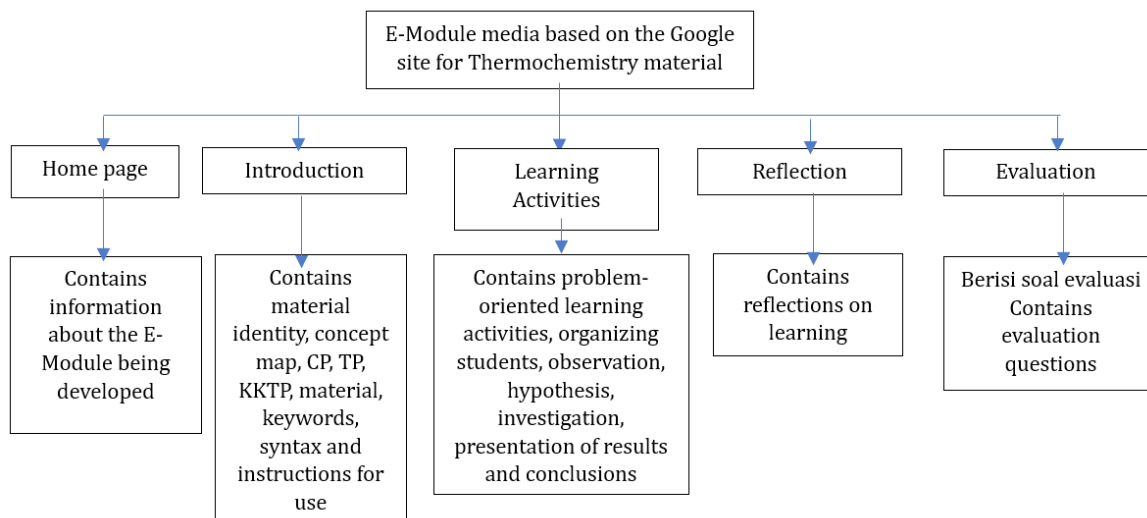 E-Module media based on the Google
site for Thermochemistry material
Home page
Introduction
Learning
Activities
Reflection
Evaluation
Contains
information
about the E-
Module being
developed
Contains
material
identity, concept
map, CP, TP,
KKTP, material,
keywords,
syntax and
instructions for
use
Contains problem-
oriented learning
activities, organizing
students, observation,
hypothesis,
investigation,
presentation of results
and conclusions
Contains
reflections on
learning
Berisi soal evaluasi
Contains
evaluation
questions